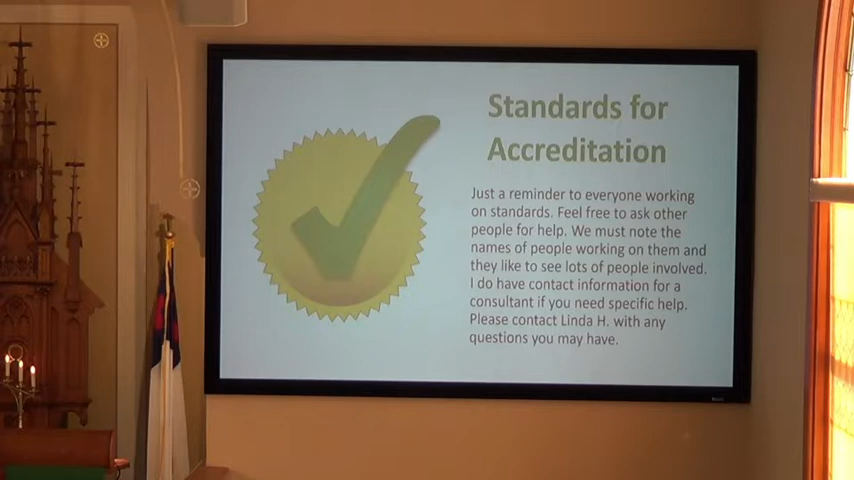 Standards for
Accreditation
Just a reminder to everyone working
on standards. Feel free to ask other
people for help. We must note the
names of people working on them and
they like to see lots of people involved.
I do have contact information for a
consultant if you need specific help.
Please contact Linda H. with any
questions you may have.